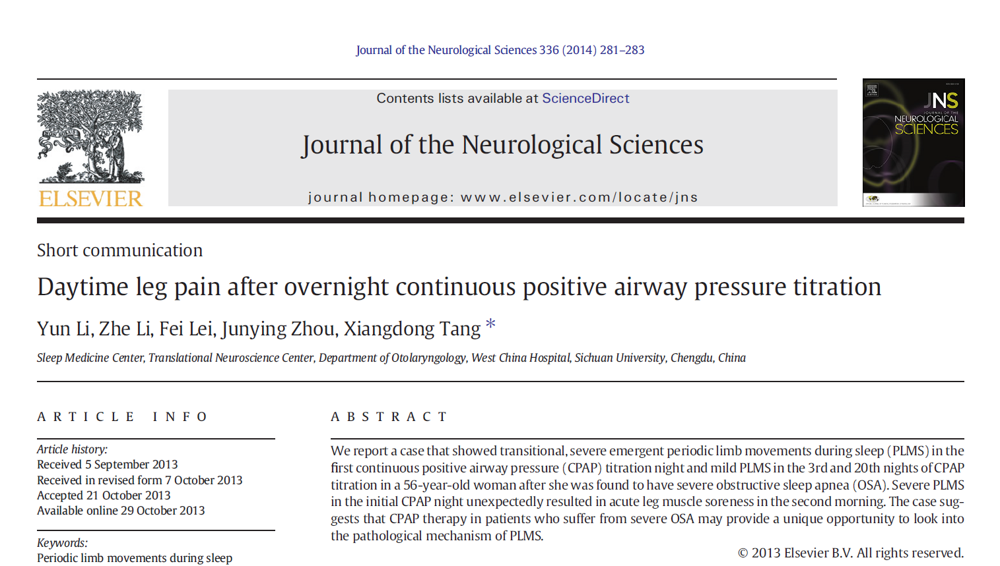 Journal of the Neurological Sciences 336 (2014) 281–283
Contents lists available at ScienceDirect
Journal of the Neurological Sciences
journal homepage: www.elsevier.com/locate/jns
ELSEVIER
JNS
JOURNAL OF THE
NEUROLOGICAL
SCIENCES
Short communication
Daytime leg pain after overnight continuous positive airway pressure titration
Yun Li, Zhe Li, Fei Lei, Junying Zhou, Xiangdong Tang *
Sleep Medicine Center, Translational Neuroscience Center, Department of Otolaryngology, West China Hospital, Sichuan University, Chengdu, China
ARTICLE INFO
Article history:
Received 5 September 2013
Received in revised form 7 October 2013
Accepted 21 October 2013
Available online 29 October 2013
Keywords:
Periodic limb movements during sleep
ABSTRACT
We report a case that showed transitional, severe emergent periodic limb movements during sleep (PLMS) in the
first continuous positive airway pressure (CPAP) titration night and mild PLMS in the 3rd and 20th nights of CPAP
titration in a 56-year-old woman after she was found to have severe obstructive sleep apnea (OSA). Severe PLMS
in the initial CPAP night unexpectedly resulted in acute leg muscle soreness in the second morning. The case sug-
gests that CPAP therapy in patients who suffer from severe OSA may provide a unique opportunity to look into
the pathological mechanism of PLMS.
© 2013 Elsevier B.V. All rights reserved.